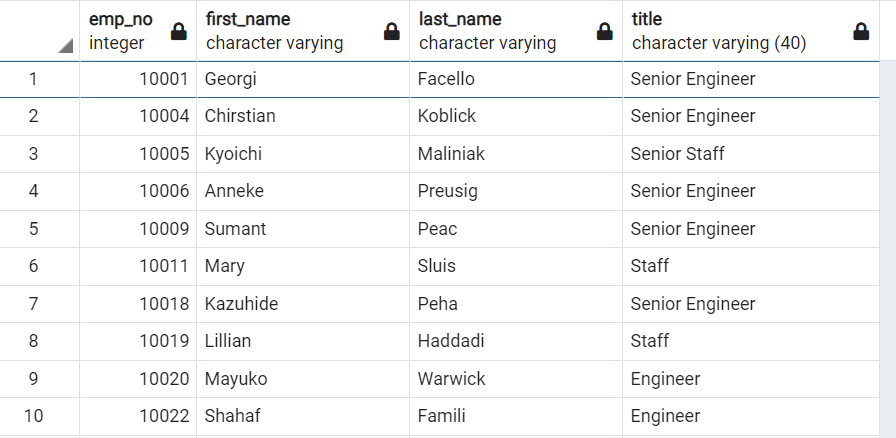 emp_no first_name last_name title
integer character varying character varying character varying (40)
1 10001 Georgi Facello Senior Engineer
2 10004 Chirstian Koblick Senior Engineer
3 10005 Kyoichi Maliniak Senior Staff
4 10006 Anneke Preusig Senior Engineer
5 10009 Sumant Peac Senior Engineer
6 10011 Mary Sluis Staff
7 10018 Kazuhide Peha Senior Engineer
8 10019 Lillian Haddadi Staff
9 10020 Mayuko Warwick Engineer
10 10022 Shahaf Famili Engineer